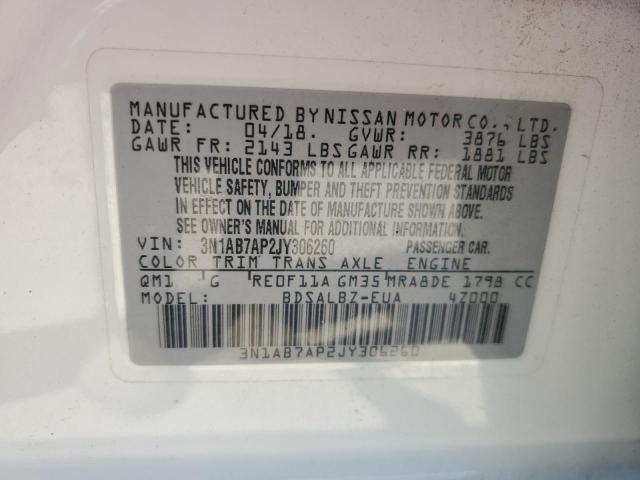 MANUFACTURED BY NISSAN MOTOR CO., LTD.
DATE: 04/18. GVWR: 3876 LBS
GAWR FR: 2143 LBS GAWR RR: 1881 LBS
THIS VEHICLE CONFORMS TO ALL APPLICABLE FEDERAL MOTOR
VEHICLE SAFETY, BUMPER AND THEFT PREVENTION STANDARDS
IN EFFECT ON THE DATE OF MANUFACTURE SHOWN ABOVE.
SEE OWNER'S MANUAL FOR ADDITIONAL INFORMATION.
VIN: 3N1AB7AP2JY306260 PASSENGER CAR.
COLOR TRIM TRANS AXLE ENGINE
QM1 G RE0F11A GM35 MRA8DE 1798 CC
MODEL: BDSALBZ-EUA 4Z000
3N1AB7AP2JY306260